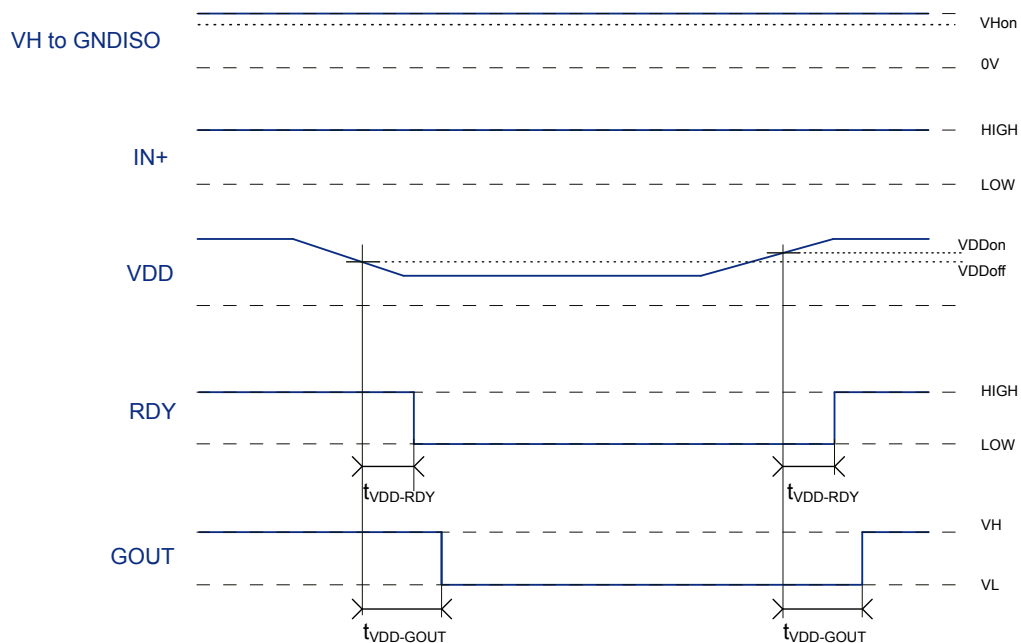 VH to GNDISO
VHon
0V
IN+
HIGH
LOW
VDD
VDDon
VDDoff
RDY
HIGH
LOW
tVDD-RDY
tVDD-RDY
GOUT
VH
VL
tVDD-GOUT
tVDD-GOUT